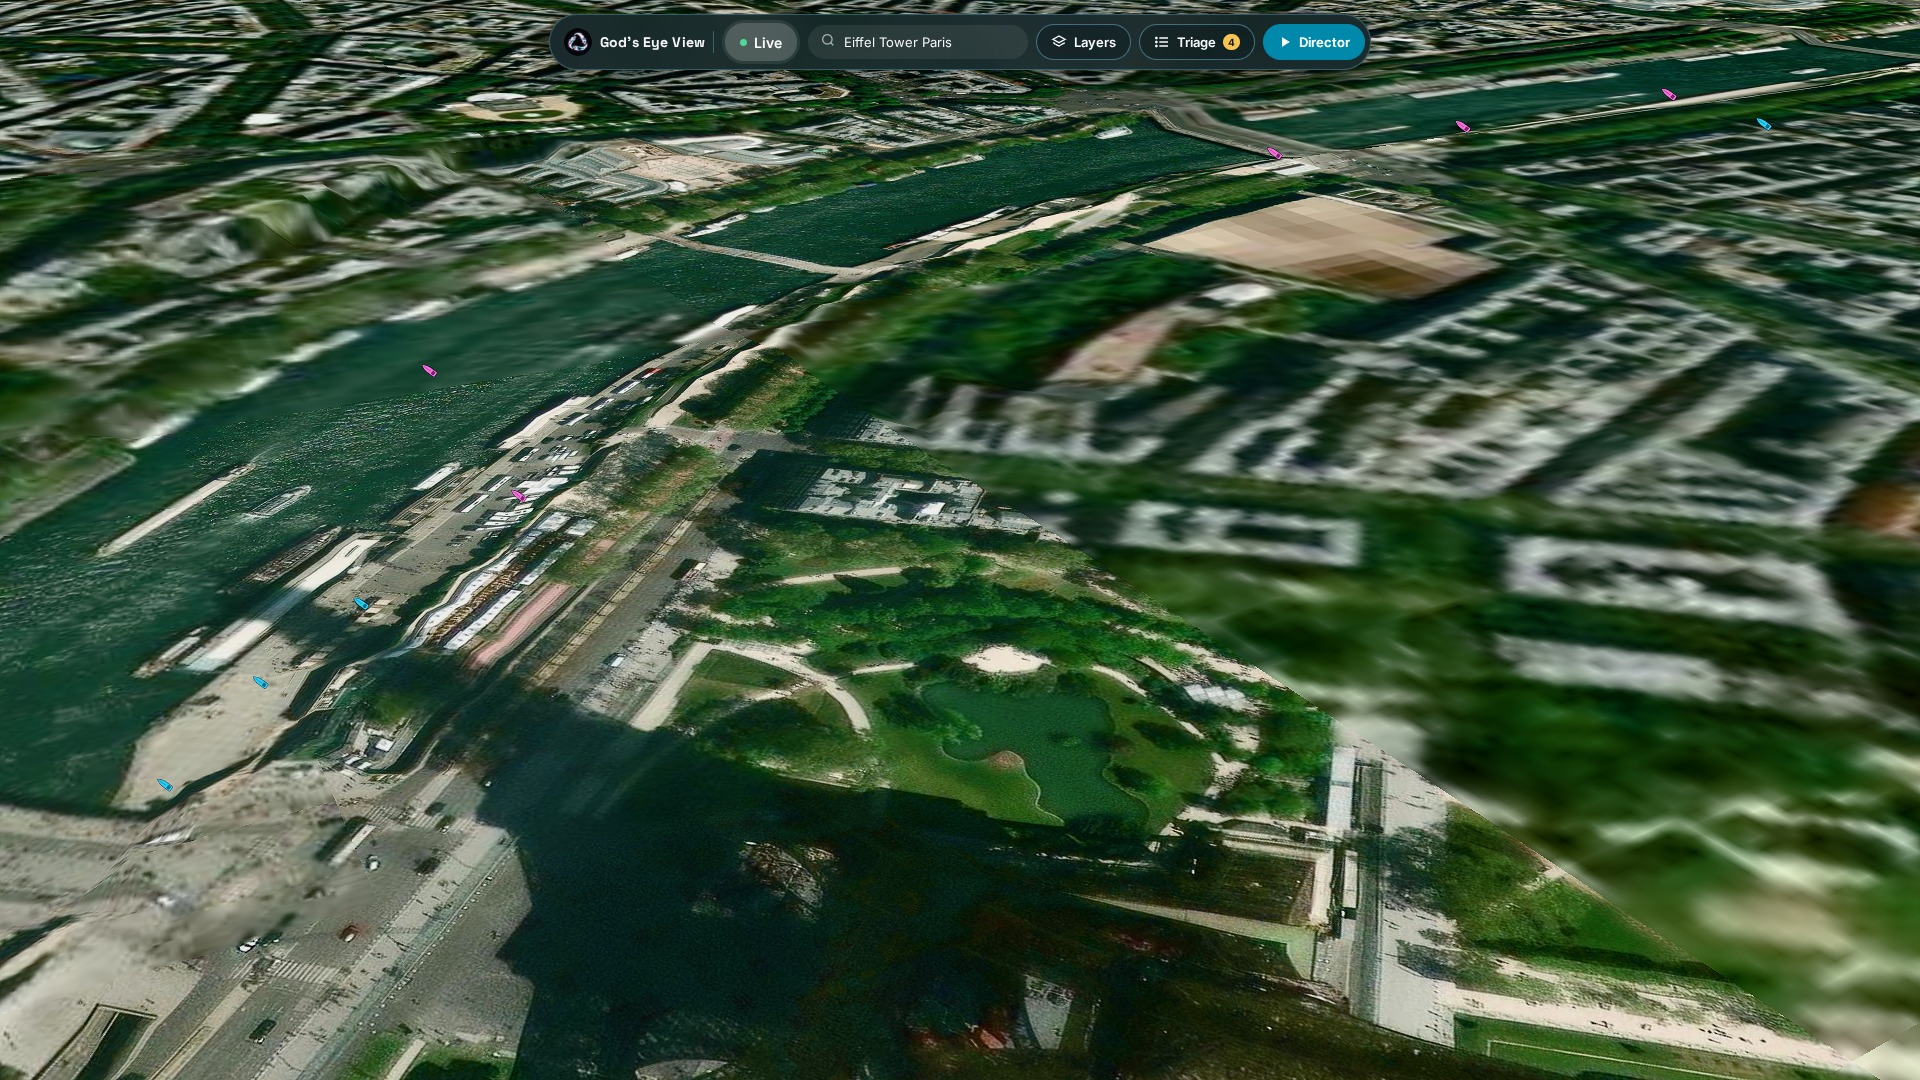 God's Eye View
Live
Eiffel Tower Paris
Layers
Triage 4
Director